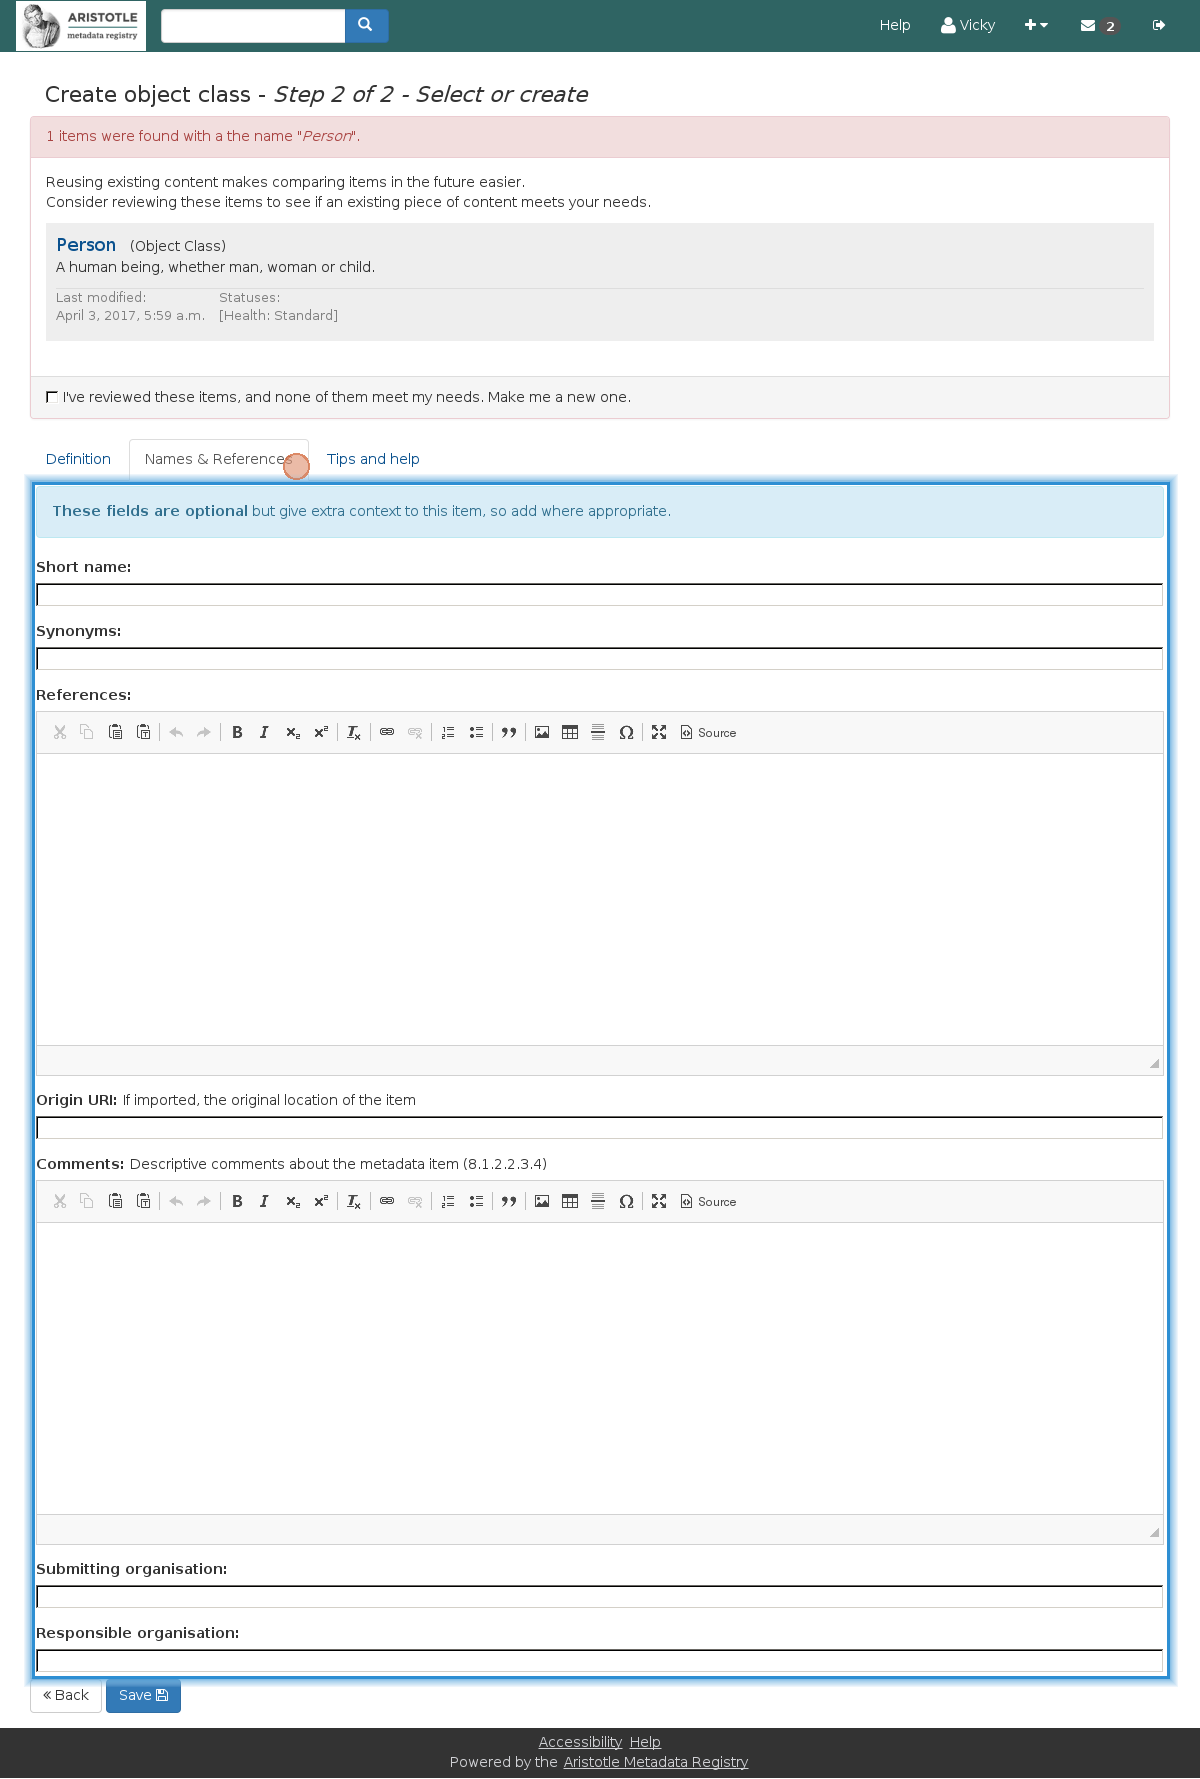 ARISTOTLE
metadata registry
Help Vicky 2
Create object class - Step 2 of 2 - Select or create
1 items were found with a the name "Person".
Reusing existing content makes comparing items in the future easier.
Consider reviewing these items to see if an existing piece of content meets your needs.
Person (Object Class)
A human being, whether man, woman or child.
Last modified: Statuses:
April 3, 2017, 5:59 a.m. [Health: Standard]
I've reviewed these items, and none of them meet my needs. Make me a new one.
Definition Names & References Tips and help
These fields are optional but give extra context to this item, so add where appropriate.
Short name:
Synonyms:
References:
Source
Origin URI: If imported, the original location of the item
Comments: Descriptive comments about the metadata item (8.1.2.2.3.4)
Source
Submitting organisation:
Responsible organisation:
« Back Save
Accessibility Help
Powered by the Aristotle Metadata Registry